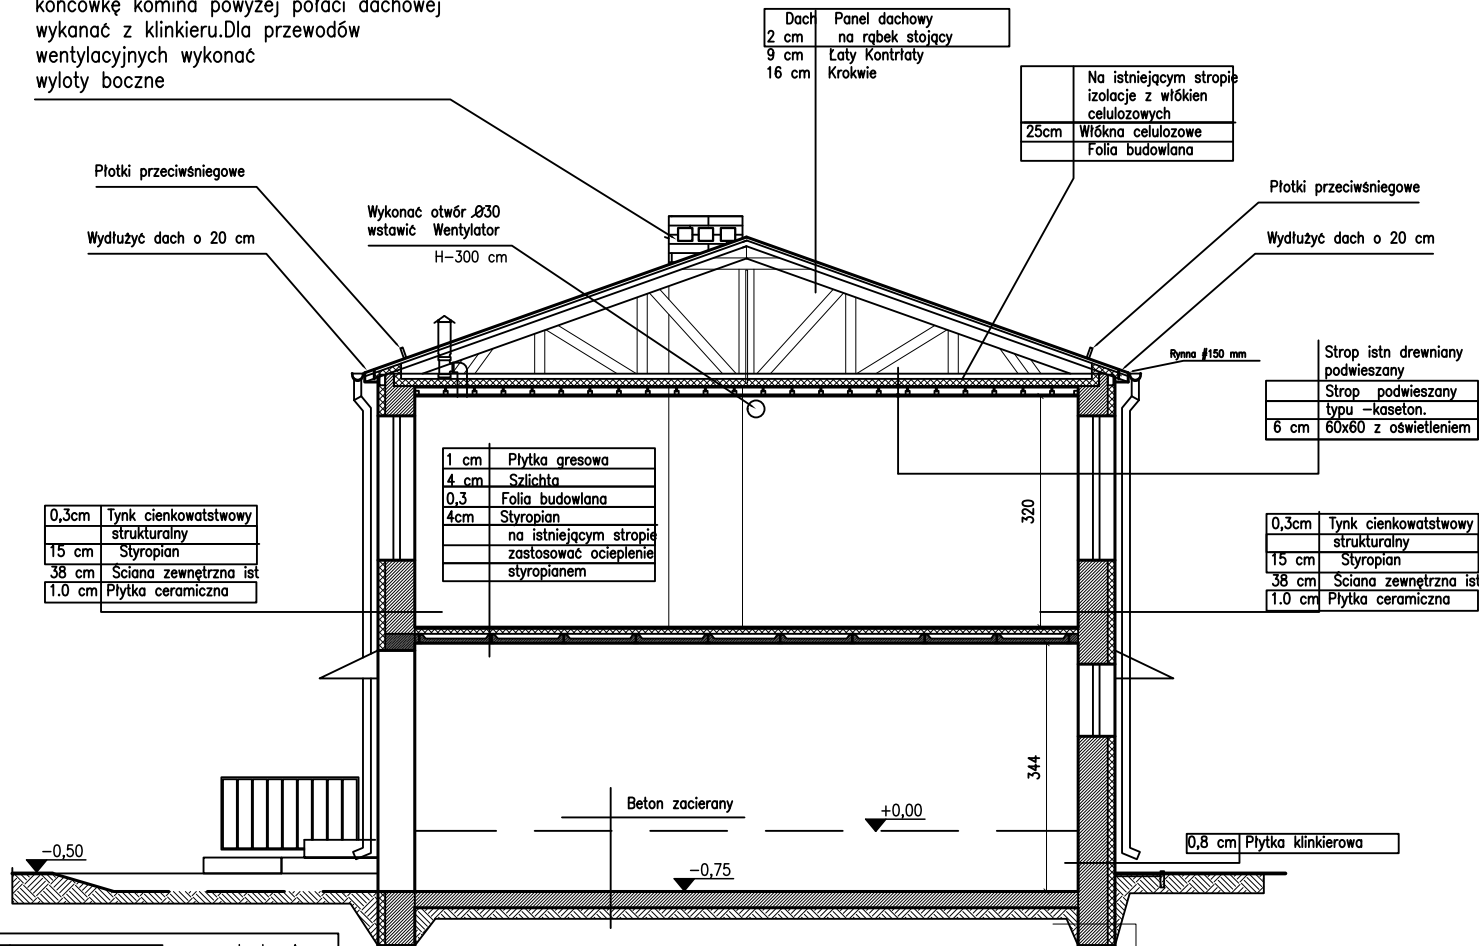 końcówkę komina powyżej połaci dachowej
wykanać z klinkieru.Dla przewodów
wentylacyjnych wykonać
wyloty boczne
Dach Panel dachowy
2 cm na rąbek stojący
9 cm Łaty Kontrłaty
16 cm Krokwie
Na istniejącym stropie
izolacje z włókien
celulozowych
25cm Włókna celulozowe
Folia budowlana
Płotki przeciwśniegowe
Wydłużyć dach o 20 cm
Wykonać otwór Ø30
wstawić Wentylator
H-300 cm
Płotki przeciwśniegowe
Wydłużyć dach o 20 cm
Rynna #150 mm
Strop istn drewniany
podwieszany
Strop podwieszany
typu -kaseton.
6 cm 60x60 z oświetleniem
1 cm Płytka gresowa
4 cm Szlichta
0,3 Folia budowlana
4cm Styropian
na istniejącym stropie
zastosować ocieplenie
styropianem
0,3cm Tynk cienkowatstwowy
strukturalny
15 cm Styropian
38 cm Ściana zewnętrzna ist
1.0 cm Płytka ceramiczna
320
0,3cm Tynk cienkowatstwowy
strukturalny
15 cm Styropian
38 cm Ściana zewnętrzna ist
1.0 cm Płytka ceramiczna
344
Beton zacierany
+0,00
0,8 cm Płytka klinkierowa
-0,50
-0,75